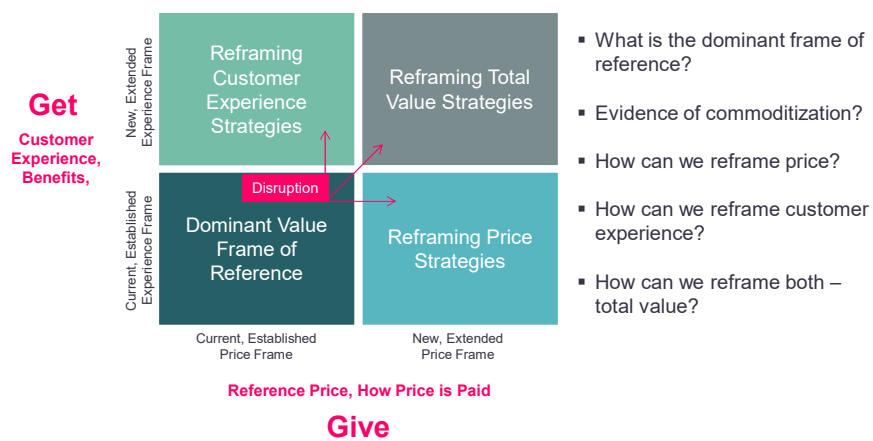 Get
Customer
Experience,
Benefits,
New, Extended
Experience Frame
Current, Established
Experience Frame
Reframing
Customer
Experience
Strategies
Reframing Total
Value Strategies
Disruption
Dominant Value
Frame of
Reference
Reframing Price
Strategies
Current, Established
Price Frame
New, Extended
Price Frame
Reference Price, How Price is Paid
Give
▪ What is the dominant frame of
reference?
▪ Evidence of commoditization?
▪ How can we reframe price?
▪ How can we reframe customer
experience?
▪ How can we reframe both –
total value?